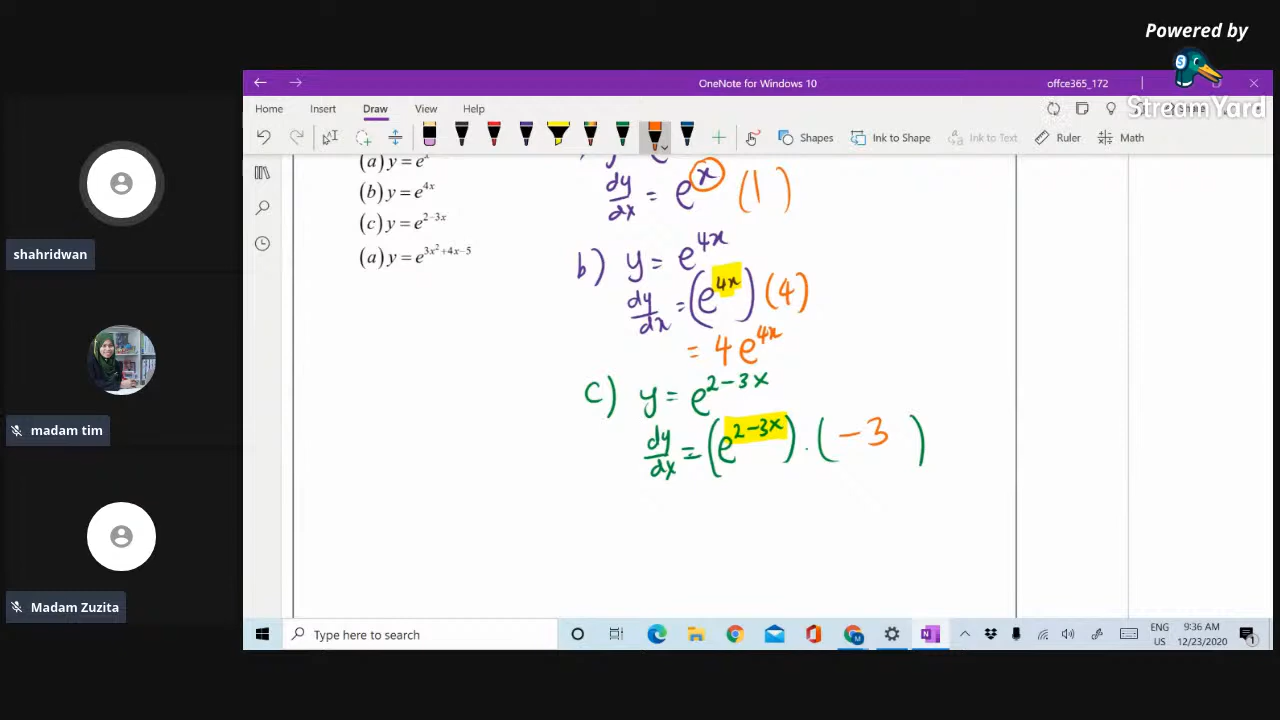 Powered by
StreamYard
OneNote for Windows 10
offce365_172
Home Insert Draw View Help
Shapes Ink to Shape Ink to Text Ruler Math
(a) y = e^x
(b) y = e^{4x}
(c) y = e^{2-3x}
(a) y = e^{3x^2+4x-5}
dy/dx = e^x (1)
b) y = e^{4x}
dy/dx = (e^{4x}) (4)
= 4e^{4x}
c) y = e^{2-3x}
dy/dx = (e^{2-3x}) . (-3)
shahridwan
madam tim
Madam Zuzita
Type here to search
ENG
US
9:36 AM
12/23/2020
1